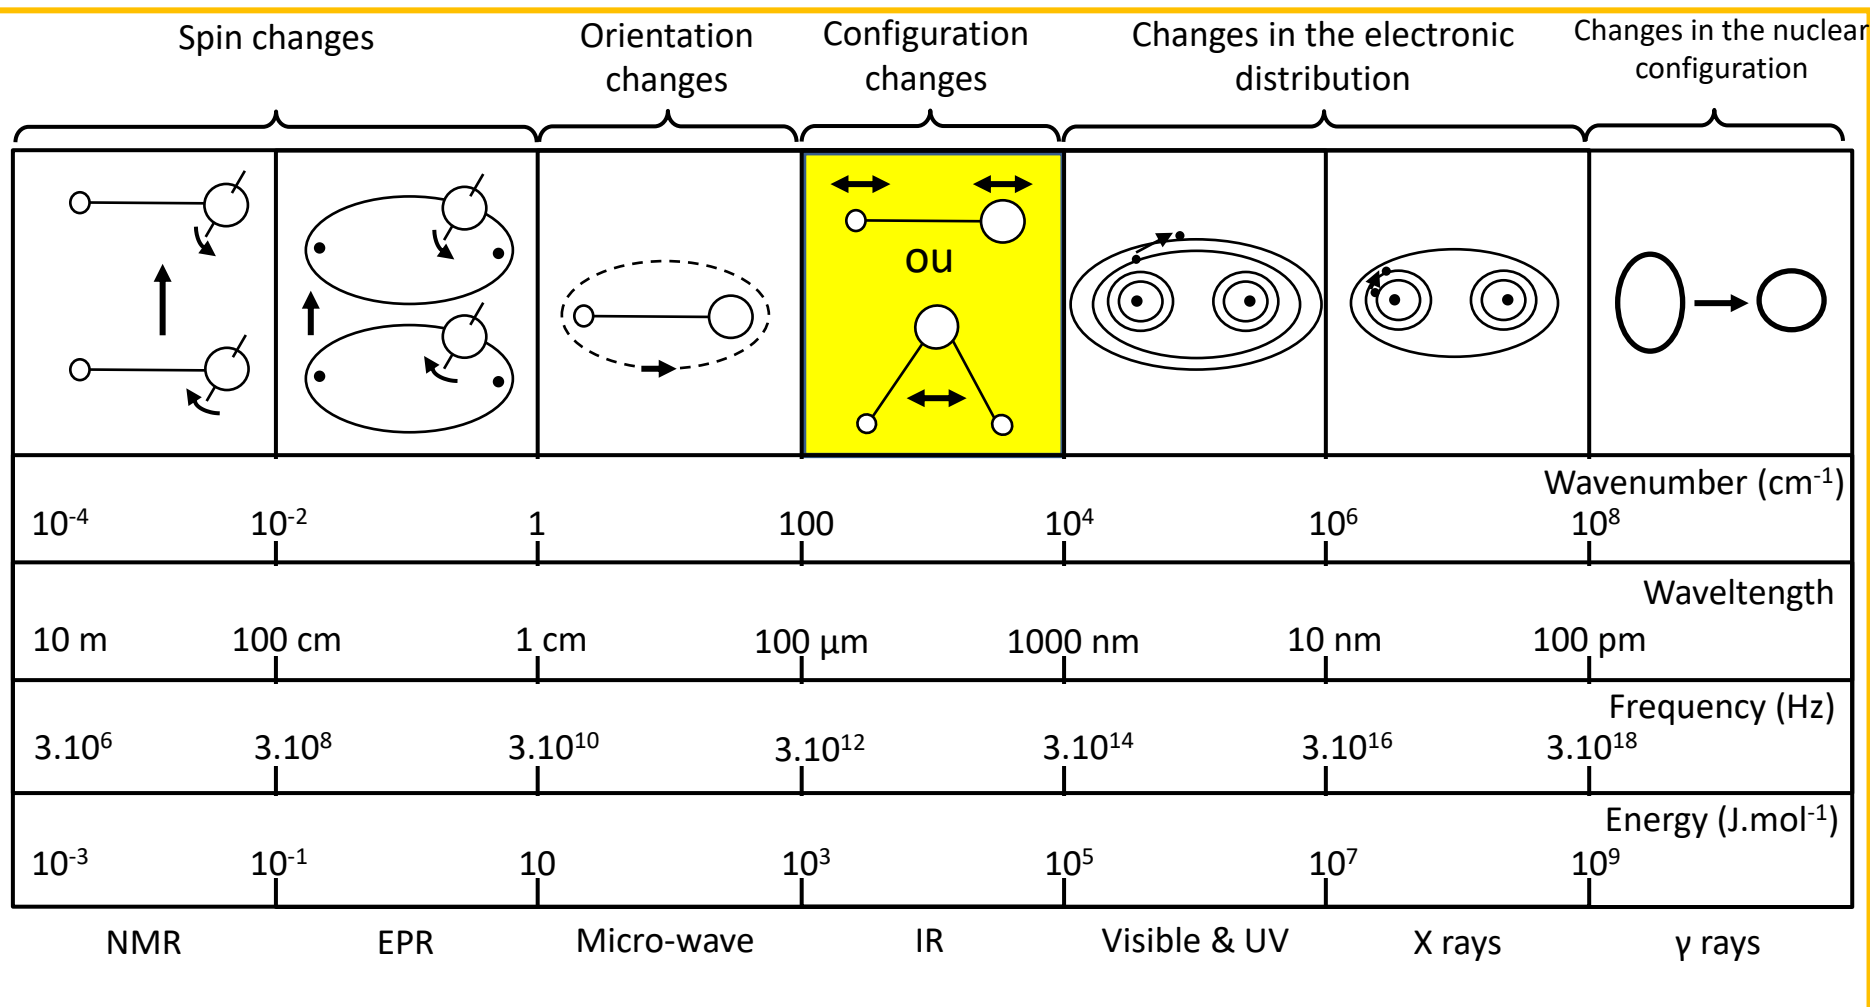 Spin changes
Orientation
changes
Configuration
changes
Changes in the electronic
distribution
Changes in the nuclear
configuration
ou
Wavenumber (cm⁻¹)
10⁻⁴ 10⁻² 1 100 10⁴ 10⁶ 10⁸
Waveltength
10 m 100 cm 1 cm 100 µm 1000 nm 10 nm 100 pm
Frequency (Hz)
3.10⁶ 3.10⁸ 3.10¹⁰ 3.10¹² 3.10¹⁴ 3.10¹⁶ 3.10¹⁸
Energy (J.mol⁻¹)
10⁻³ 10⁻¹ 10 10³ 10⁵ 10⁷ 10⁹
NMR EPR Micro-wave IR Visible & UV X rays γ rays